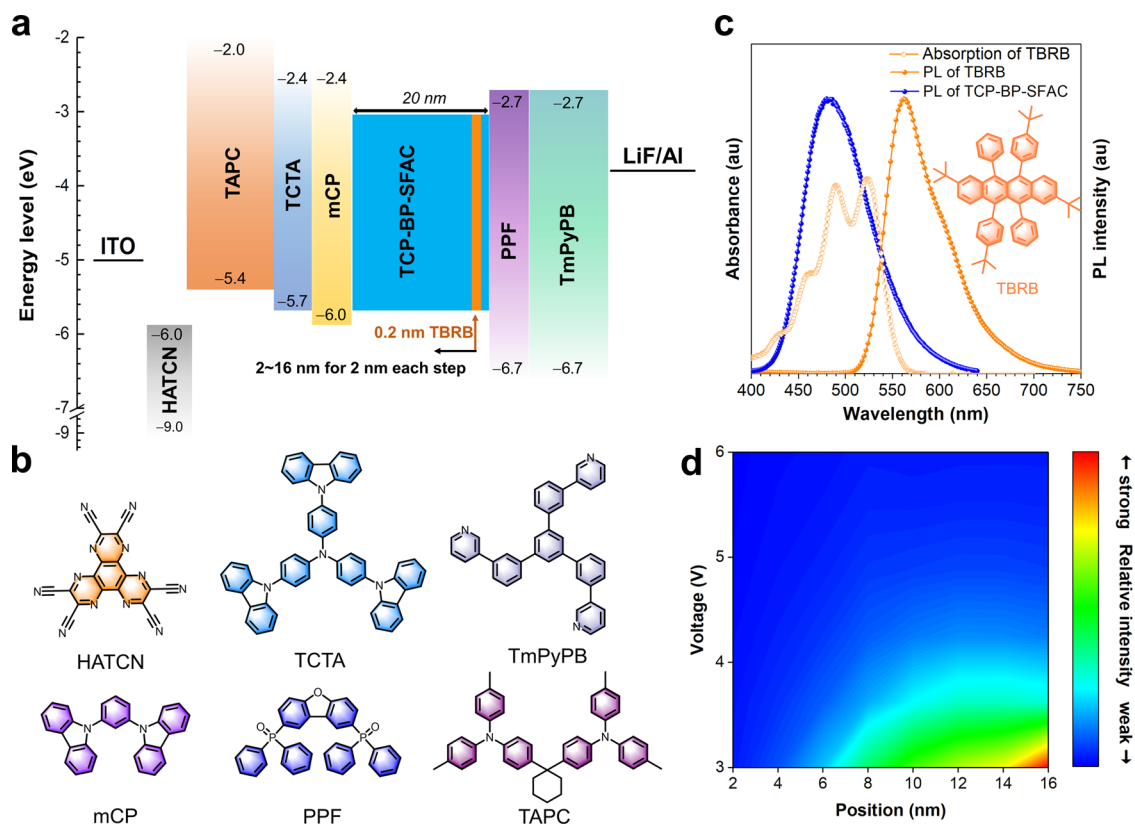 a
Energy level (eV)
−2
−3
−4
−5
−6
−7
−9
ITO
−6.0
HATCN
−9.0
−2.0
TAPC
−5.4
−2.4
TCTA
−5.7
−2.4
mCP
−6.0
20 nm
TCP-BP-SFAC
0.2 nm TBRB
2~16 nm for 2 nm each step
−2.7
PPF
−6.7
−2.7
TmPyPB
−6.7
LiF/Al
c
Absorbance (au)
PL intensity (au)
Absorption of TBRB
PL of TBRB
PL of TCP-BP-SFAC
TBRB
400 450 500 550 600 650 700 750
Wavelength (nm)
b
N
N
N
N
N
N
N
N
N
N
N
N
HATCN
N
N
N
N
TCTA
N
N
N
TmPyPB
N
N
mCP
O
O
P
O
P
PPF
N
N
TAPC
d
Voltage (V)
6
5
4
3
2 4 6 8 10 12 14 16
Position (nm)
← weak Relative intensity strong →